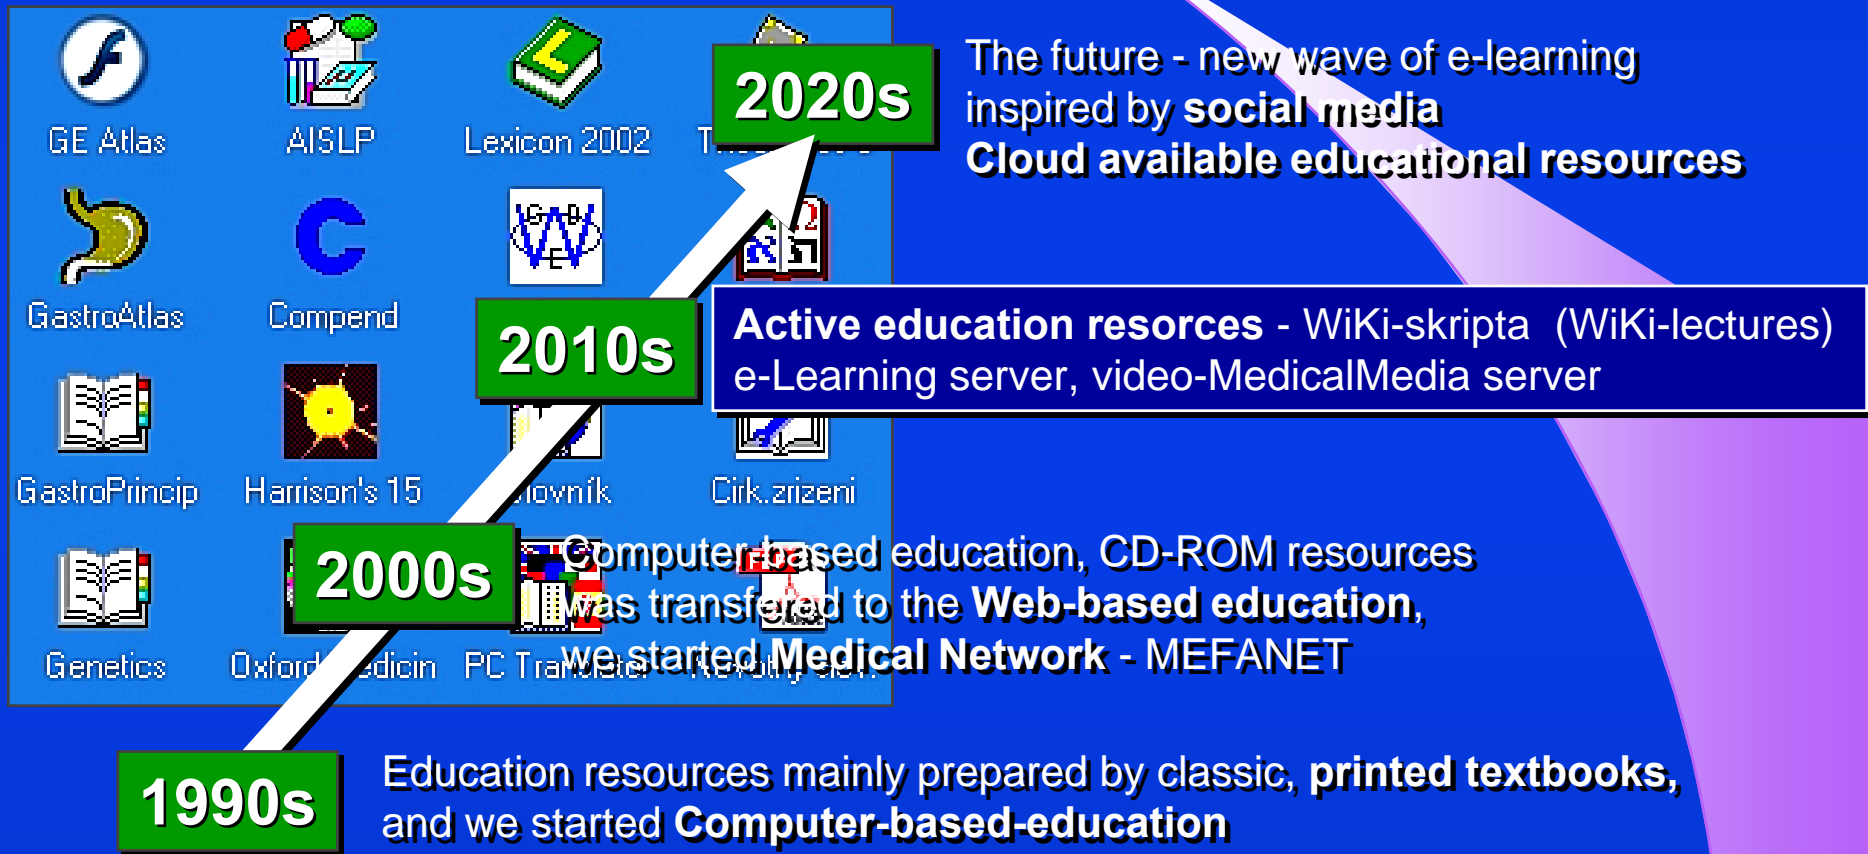 GE Atlas
AISLP
Lexicon 2002
GastroAtlas
Compend
GastroPrincip
Harrison's 15
Cirk.zrizeni
Genetics
PC
2020s
The future - new wave of e-learning
inspired by social media
Cloud available educational resources
2010s
Active education resorces - WiKi-skripta (WiKi-lectures)
e-Learning server, video-MedicalMedia server
2000s
Computer-based education, CD-ROM resources
was transfered to the Web-based education,
we started Medical Network - MEFANET
1990s
Education resources mainly prepared by classic, printed textbooks,
and we started Computer-based-education